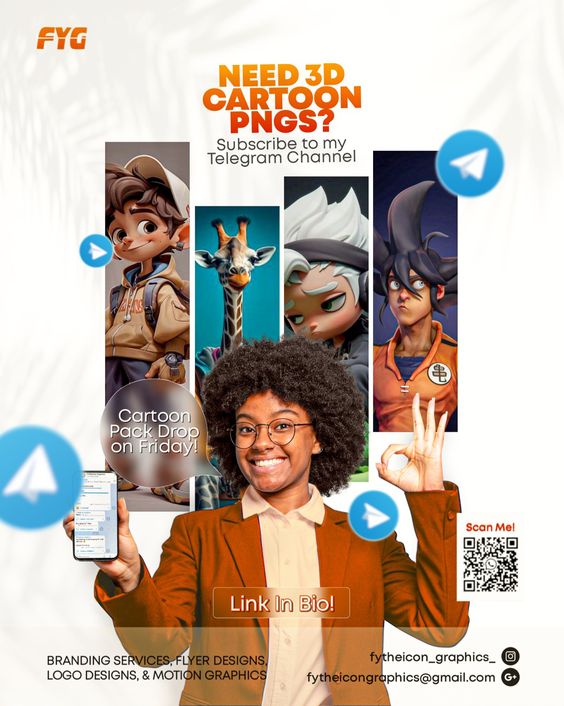 FYG
NEED 3D
CARTOON
PNGS?
Subscribe to my
Telegram Channel
Cartoon
Pack Drop
on Friday!
Scan Me!
Link In Bio!
BRANDING SERVICES, FLYER DESIGNS,
LOGO DESIGNS, & MOTION GRAPHICS
fytheicon_graphics_
fytheicongraphics@gmail.com
G+